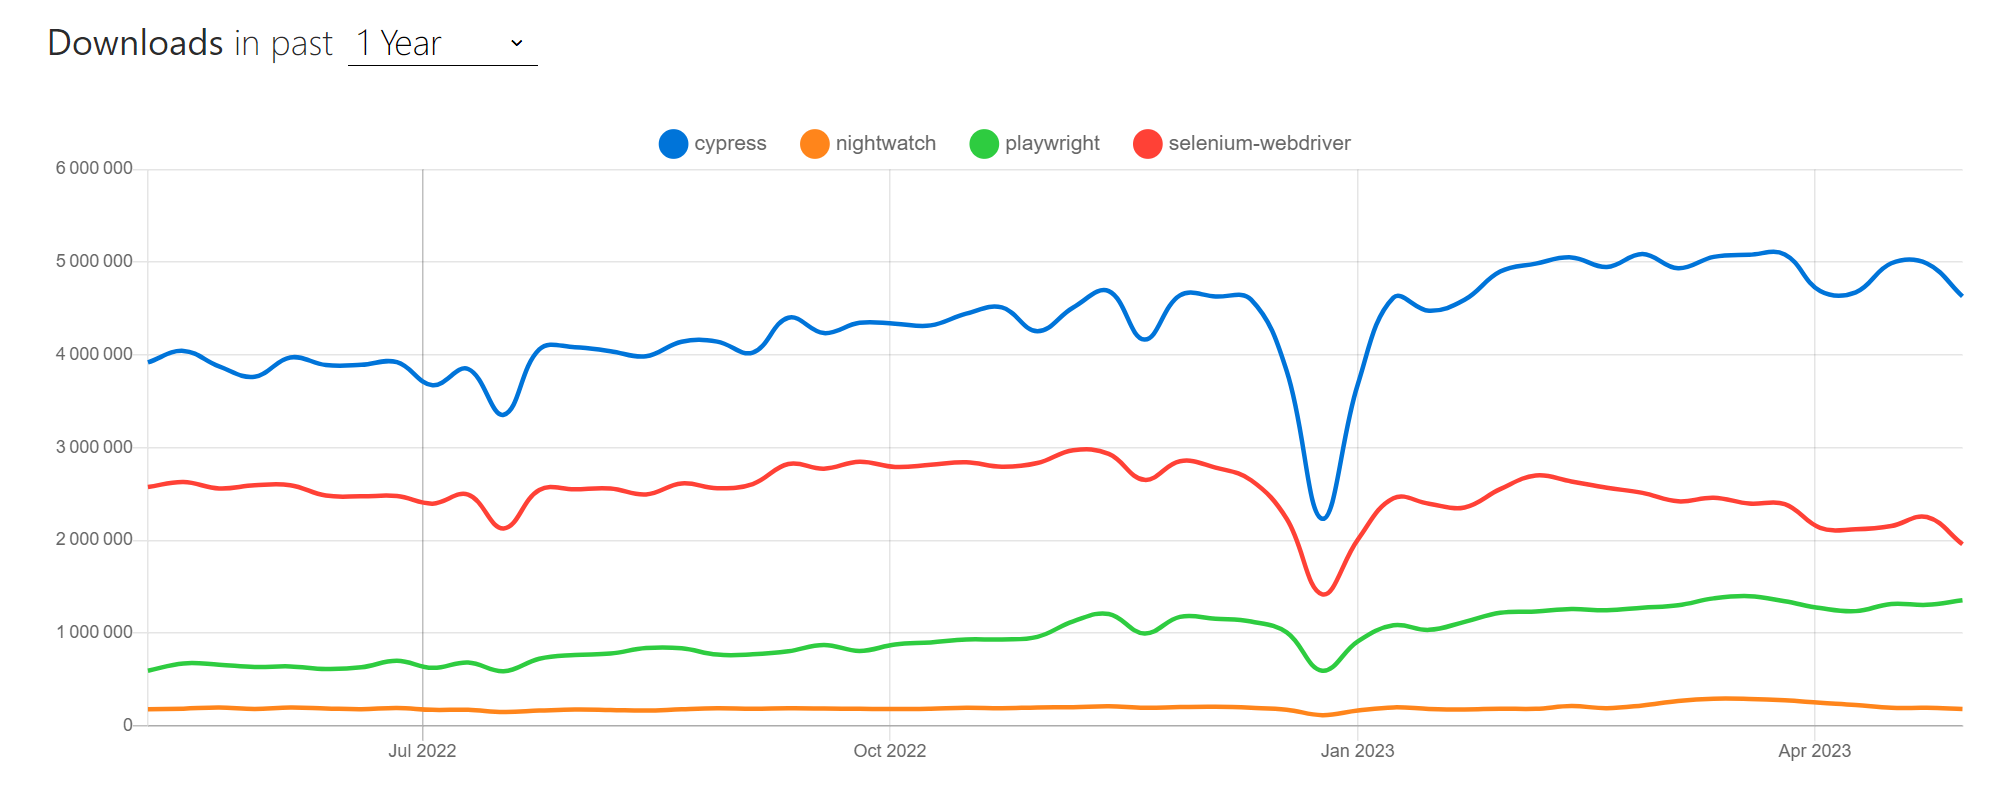 Downloads in past 1 Year
cypress nightwatch playwright selenium-webdriver
6 000 000
5 000 000
4 000 000
3 000 000
2 000 000
1 000 000
0
Jul 2022 Oct 2022 Jan 2023 Apr 2023